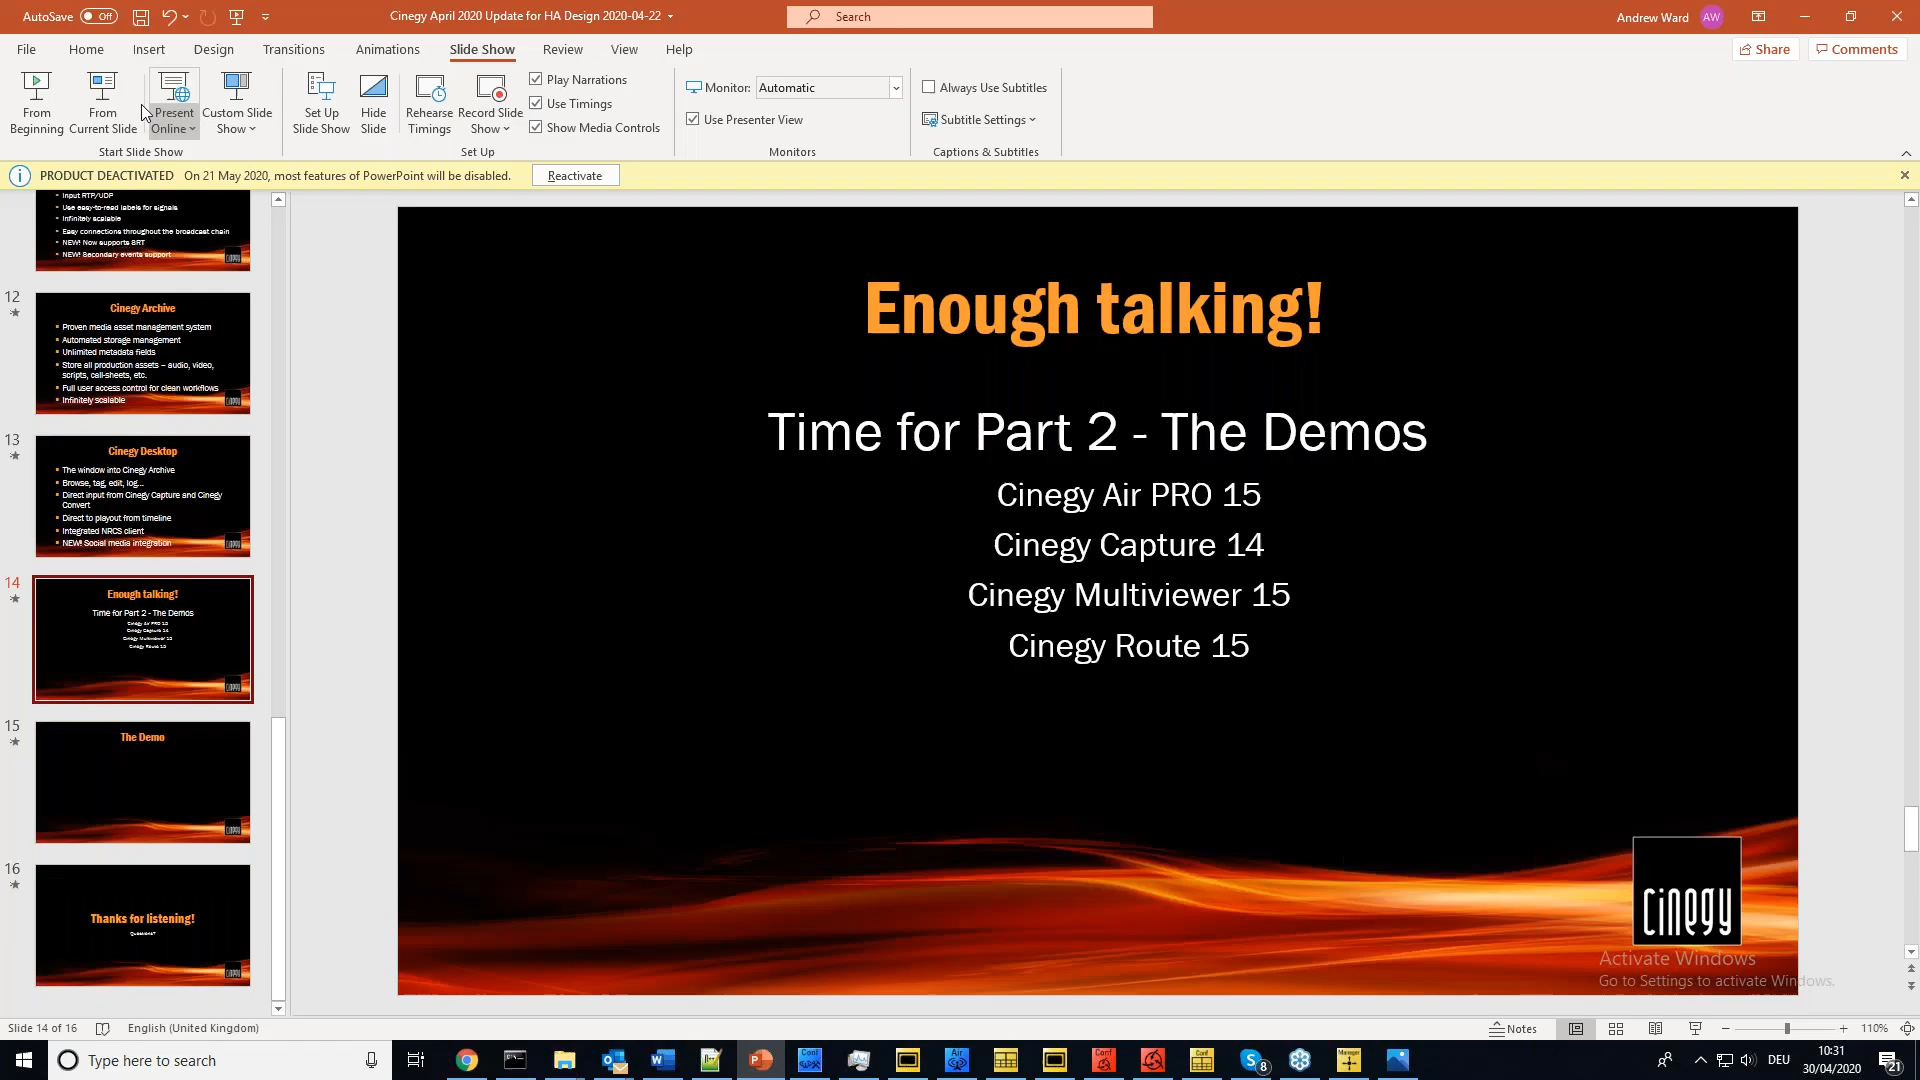 AutoSave Off
Cinegy April 2020 Update for HA Design 2020-04-22
Search
Andrew Ward AW
File Home Insert Design Transitions Animations Slide Show Review View Help
Share Comments
From Beginning
From Current Slide
Present Online
Custom Slide Show
Set Up Slide Show
Hide Slide
Rehearse Timings
Record Slide Show
Play Narrations
Use Timings
Show Media Controls
Monitor: Automatic
Use Presenter View
Always Use Subtitles
Subtitle Settings
Start Slide Show
Set Up
Monitors
Captions & Subtitles
PRODUCT DEACTIVATED On 21 May 2020, most features of PowerPoint will be disabled. Reactivate
Input RTP/UDP
Use easy-to-read labels for signals
Infinitely scalable
Easy connections throughout the broadcast chain
NEW! Now supports SRT
NEW! Secondary events support
12
Cinegy Archive
Proven media asset management system
Automated storage management
Unlimited metadata fields
Store all production assets – audio, video,
scripts, call-sheets, etc.
Full user access control for clean workflows
Infinitely scalable
13
Cinegy Desktop
The window into Cinegy Archive
Browse, tag, edit, log...
Direct input from Cinegy Capture and Cinegy
Convert
Direct to playout from timeline
Integrated NRCS client
NEW! Social media integration
14
Enough talking!
Time for Part 2 - The Demos
Cinegy Air PRO 15
Cinegy Capture 14
Cinegy Multiviewer 15
Cinegy Route 15
15
The Demo
16
Thanks for listening!
Questions?
Enough talking!
Time for Part 2 - The Demos
Cinegy Air PRO 15
Cinegy Capture 14
Cinegy Multiviewer 15
Cinegy Route 15
cinegy
Activate Windows
Go to Settings to activate Windows.
Slide 14 of 16 English (United Kingdom)
Notes
110%
Type here to search
DEU
10:31
30/04/2020
21